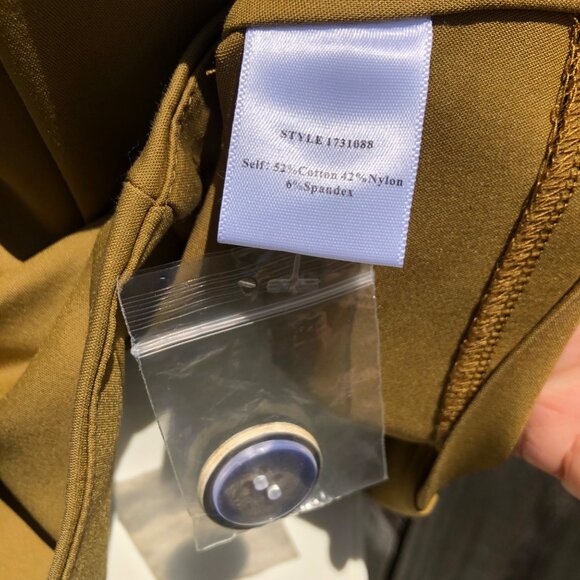 STYLE 1731088
Self: 52%Cotton 42%Nylon
6%Spandex